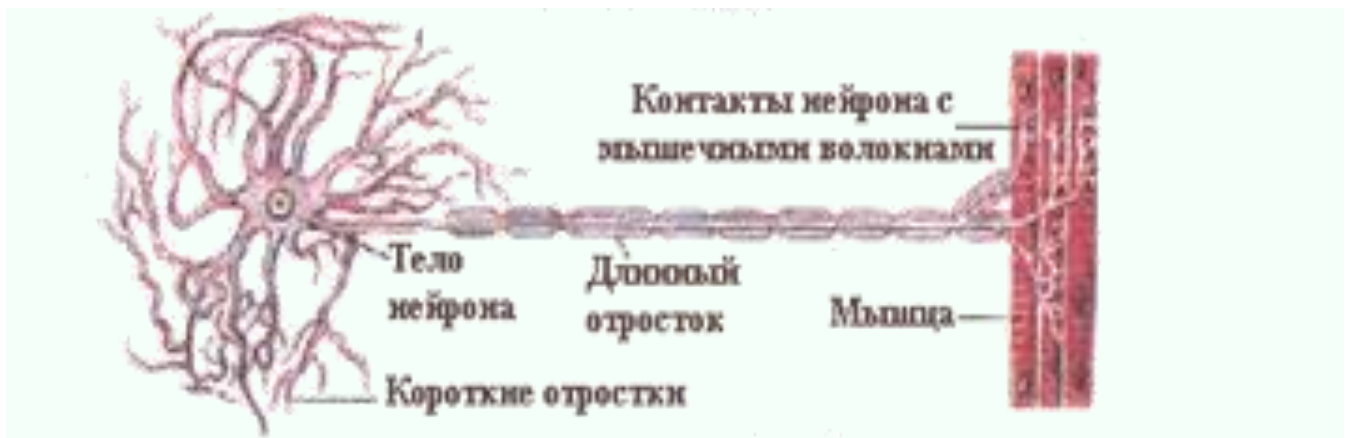 Контакты нейрона с
мышечными волокнами
Тело
нейрона
Длинный
отросток
Мышца
Короткие отростки